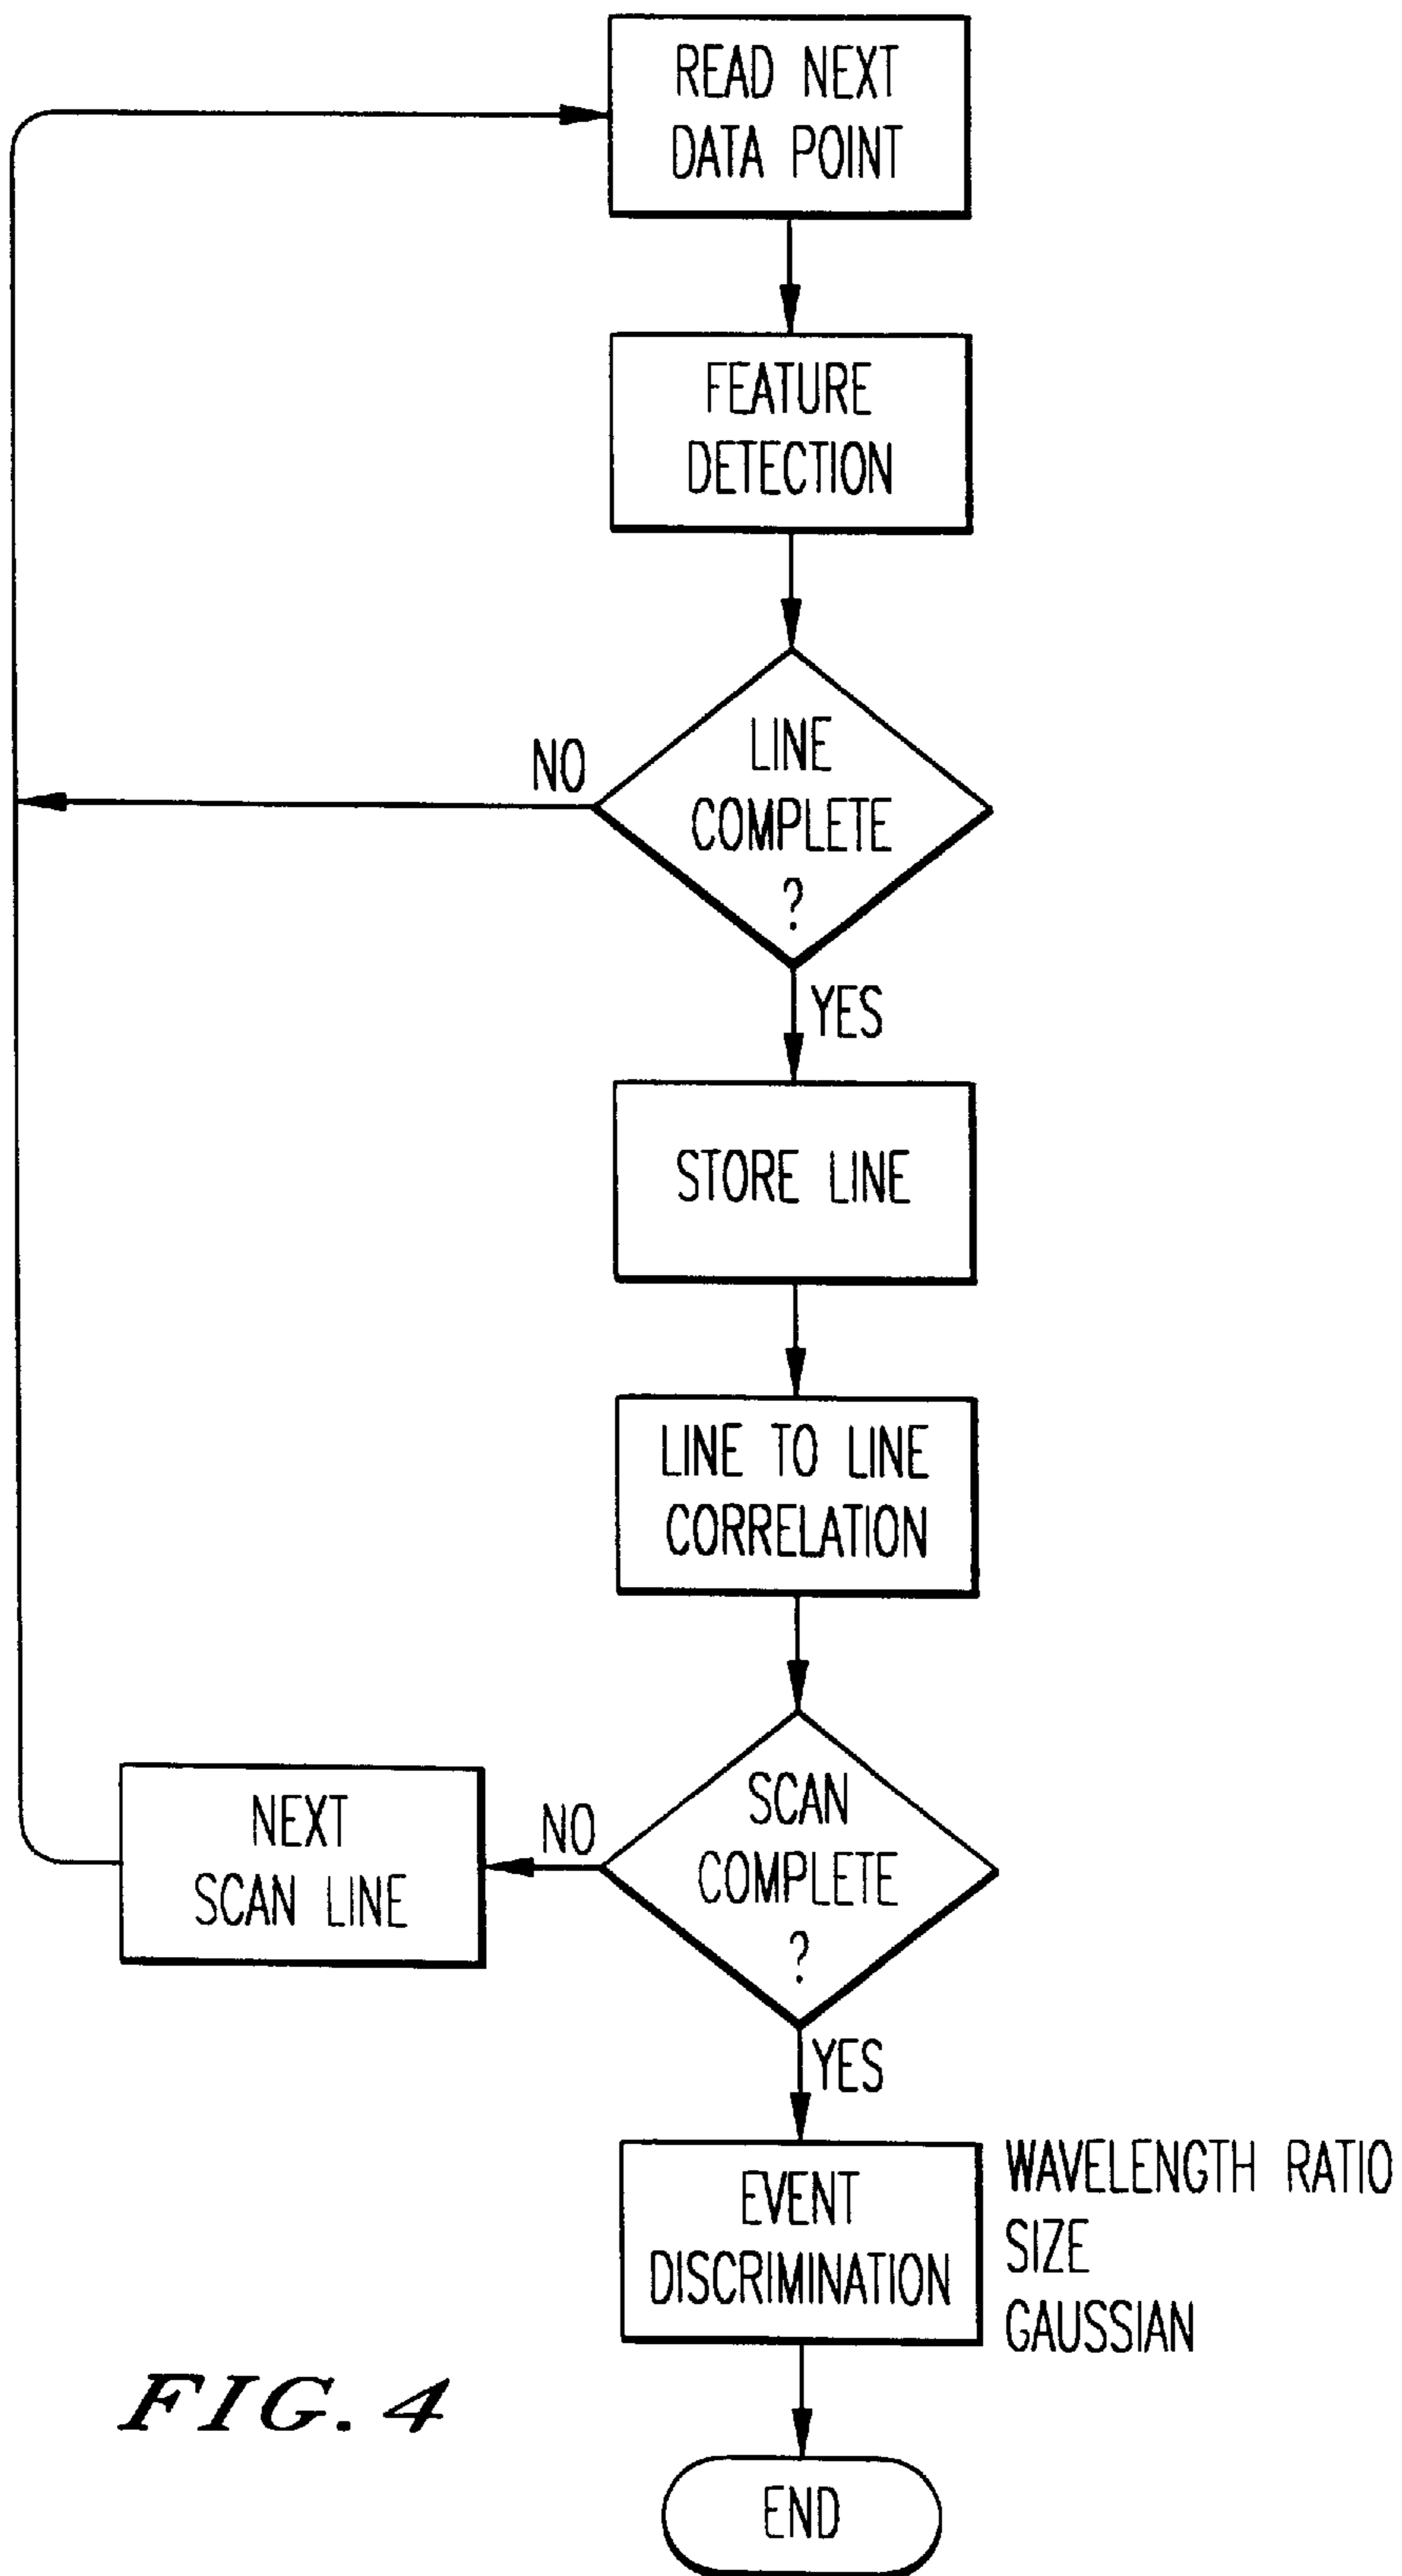 READ NEXT
DATA POINT
FEATURE
DETECTION
LINE
COMPLETE
?
NO
YES
STORE LINE
LINE TO LINE
CORRELATION
SCAN
COMPLETE
?
NO
NEXT
SCAN LINE
YES
EVENT
DISCRIMINATION
WAVELENGTH RATIO
SIZE
GAUSSIAN
END
FIG. 4